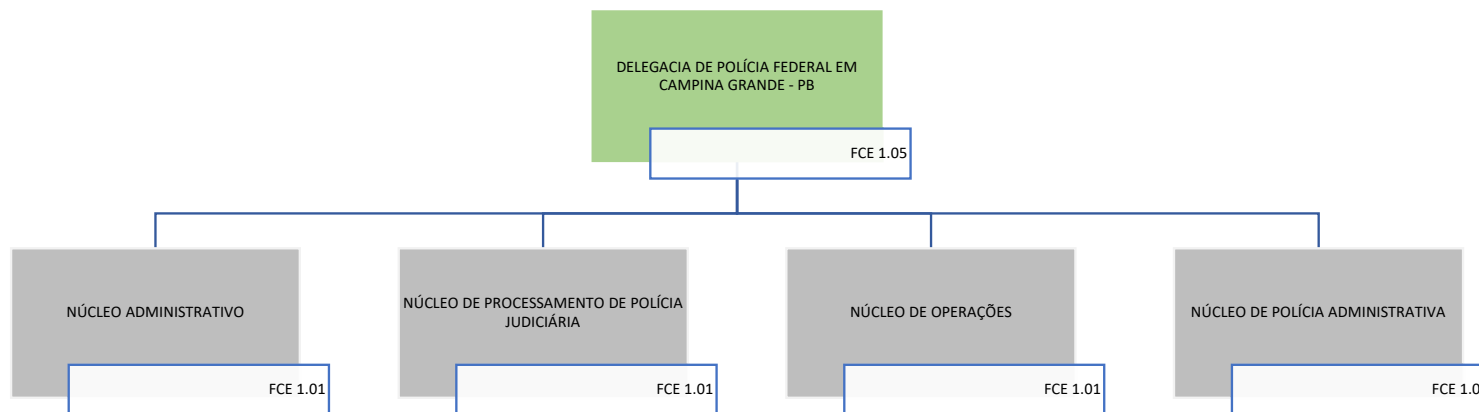 DELEGACIA DE POLÍCIA FEDERAL EM
CAMPINA GRANDE - PB
FCE 1.05
NÚCLEO ADMINISTRATIVO
FCE 1.01
NÚCLEO DE PROCESSAMENTO DE POLÍCIA
JUDICIÁRIA
FCE 1.01
NÚCLEO DE OPERAÇÕES
FCE 1.01
NÚCLEO DE POLÍCIA ADMINISTRATIVA
FCE